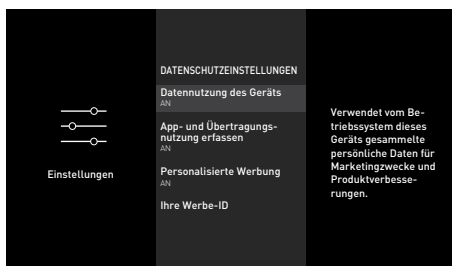 Einstellungen
DATENSCHUTZEINSTELLUNGEN
Datennutzung des Geräts
AN
App- und Übertragungs-
nutzung erfassen
AN
Personalisierte Werbung
AN
Ihre Werbe-ID
Verwendet vom Be-
triebssystem dieses
Geräts gesammelte
persönliche Daten für
Marketingzwecke und
Produktverbesse-
rungen.